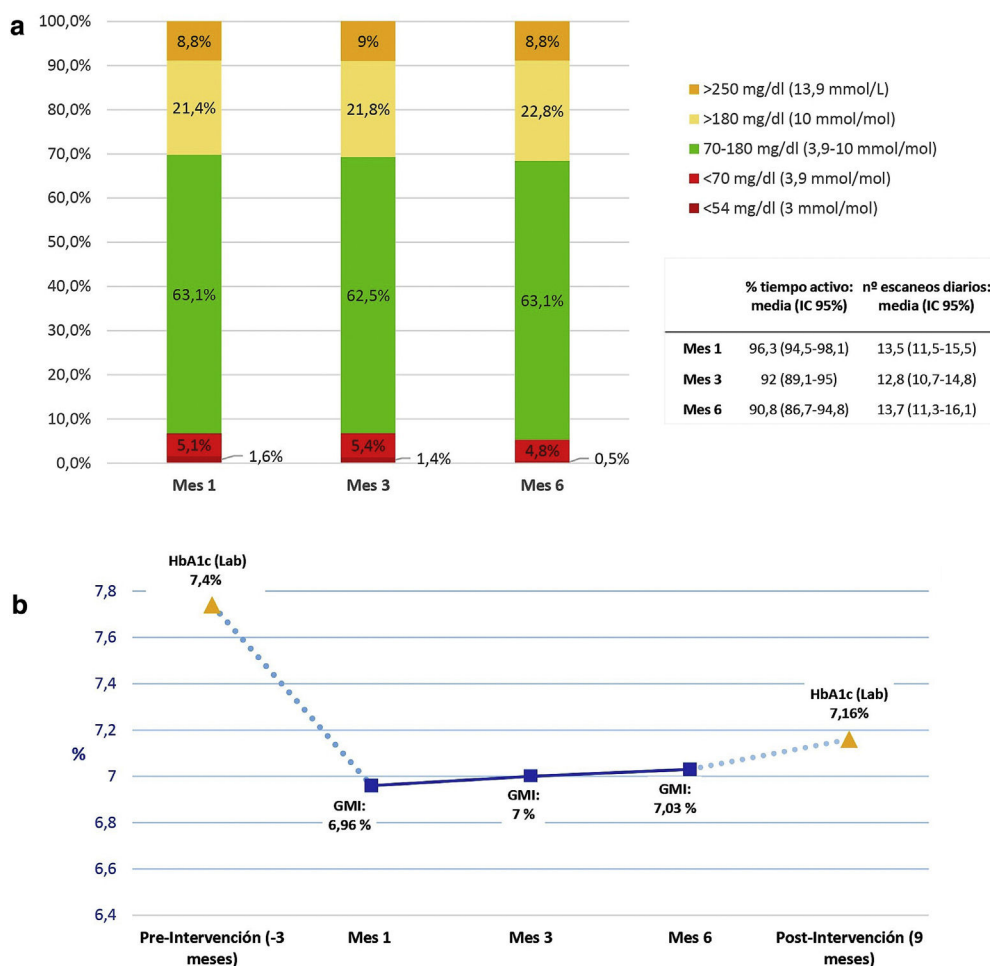 a
100,0%
90,0%
80,0%
70,0%
60,0%
50,0%
40,0%
30,0%
20,0%
10,0%
0,0%
8,8%
9%
8,8%
21,4%
21,8%
22,8%
63,1%
62,5%
63,1%
5,1%
5,4%
4,8%
1,6%
1,4%
0,5%
Mes 1
Mes 3
Mes 6
>250 mg/dl (13,9 mmol/L)
>180 mg/dl (10 mmol/mol)
70-180 mg/dl (3,9-10 mmol/mol)
<70 mg/dl (3,9 mmol/mol)
<54 mg/dl (3 mmol/mol)
% tiempo activo: nº escaneos diarios:
media (IC 95%) media (IC 95%)
Mes 1 96,3 (94,5-98,1) 13,5 (11,5-15,5)
Mes 3 92 (89,1-95) 12,8 (10,7-14,8)
Mes 6 90,8 (86,7-94,8) 13,7 (11,3-16,1)
b
%
7,8
7,6
7,4
7,2
7
6,8
6,6
6,4
HbA1c (Lab)
7,4%
GMI:
6,96 %
GMI:
7 %
GMI:
7,03 %
HbA1c (Lab)
7,16%
Pre-Intervención (-3
meses)
Mes 1
Mes 3
Mes 6
Post-Intervención (9
meses)